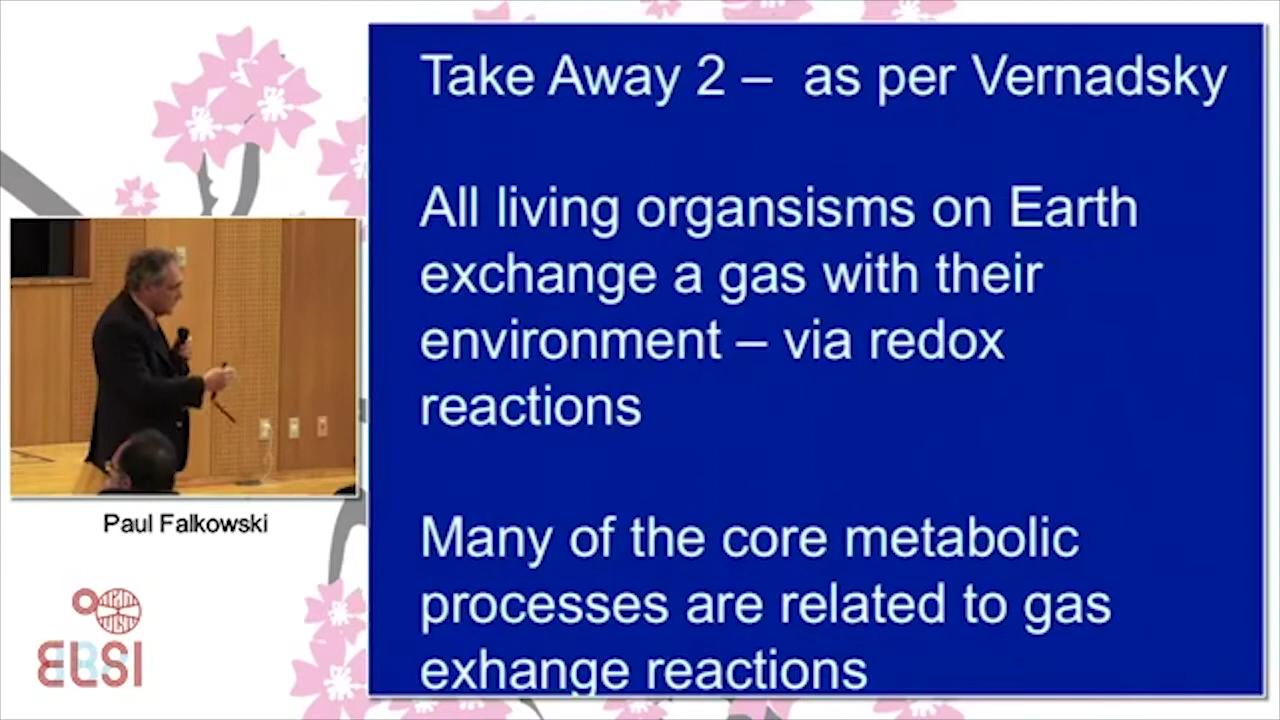 Take Away 2 – as per Vernadsky
All living organsisms on Earth
exchange a gas with their
environment – via redox
reactions
Many of the core metabolic
processes are related to gas
exhange reactions
Paul Falkowski
ELSI